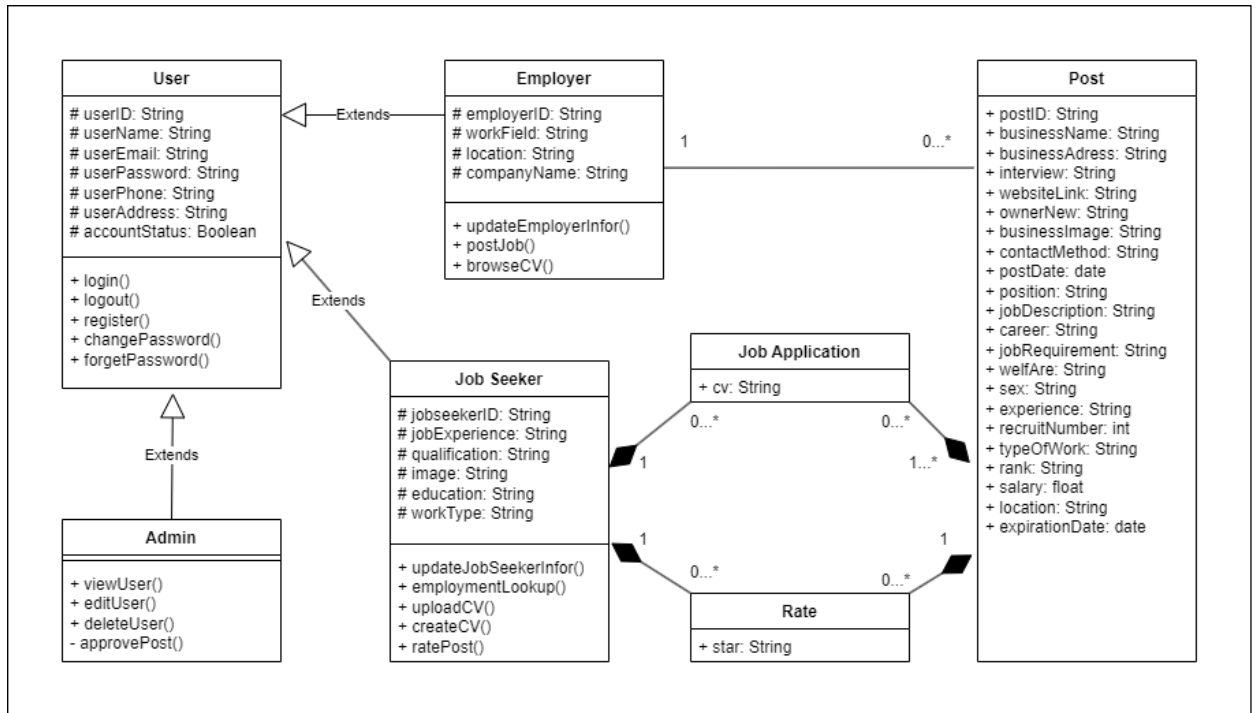 User
# userID: String
# userName: String
# userEmail: String
# userPassword: String
# userPhone: String
# userAddress: String
# accountStatus: Boolean
+ login()
+ logout()
+ register()
+ changePassword()
+ forgetPassword()
Extends
Employer
# employerID: String
# workField: String
# location: String
# companyName: String
+ updateEmployerInfor()
+ postJob()
+ browseCV()
1
0...*
Post
+ postID: String
+ businessName: String
+ businessAdress: String
+ interview: String
+ websiteLink: String
+ ownerNew: String
+ businessImage: String
+ contactMethod: String
+ postDate: date
+ position: String
+ jobDescription: String
+ career: String
+ jobRequirement: String
+ welfAre: String
+ sex: String
+ experience: String
+ recruitNumber: int
+ typeOfWork: String
+ rank: String
+ salary: float
+ location: String
+ expirationDate: date
Extends
Extends
Admin
+ viewUser()
+ editUser()
+ deleteUser()
- approvePost()
Job Seeker
# jobseekerID: String
# jobExperience: String
# qualification: String
# image: String
# education: String
# workType: String
+ updateJobSeekerInfor()
+ employmentLookup()
+ uploadCV()
+ createCV()
+ ratePost()
Job Application
+ cv: String
0...*
0...*
1
1...*
1
1
0...*
0...*
Rate
+ star: String